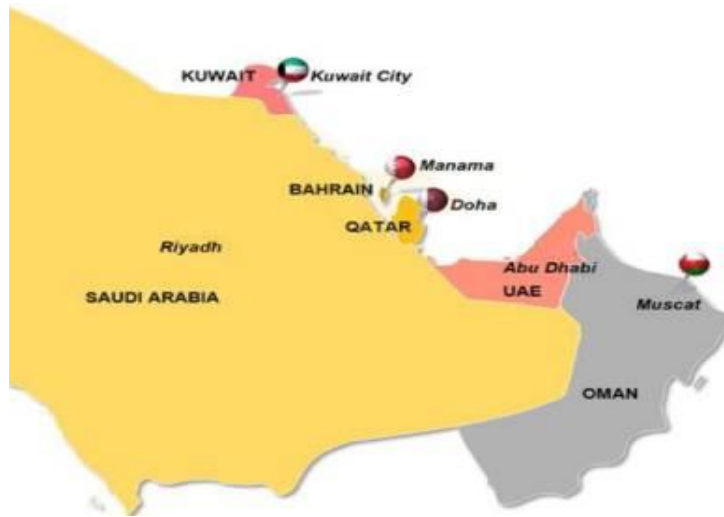 KUWAIT
Kuwait City
Manama
BAHRAIN
Doha
QATAR
Riyadh
Abu Dhabi
SAUDI ARABIA
UAE
Muscat
OMAN